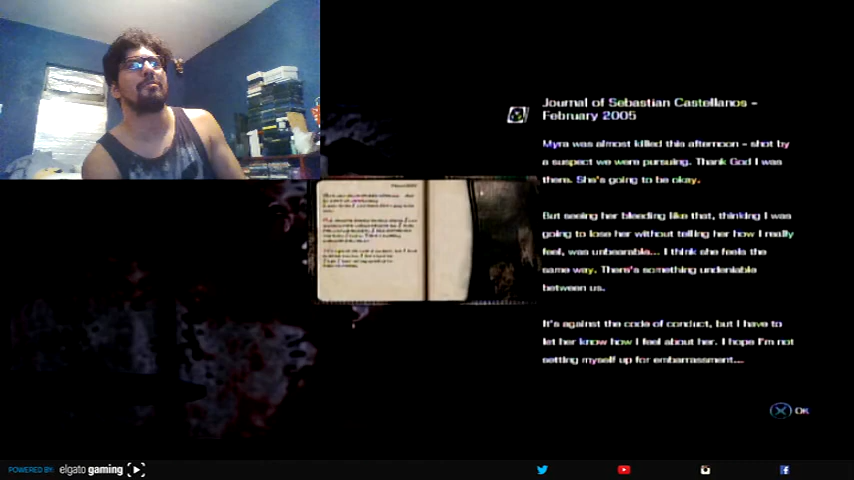 Journal of Sebastian Castellanos -
February 2005
Myra was almost killed this afternoon - shot by
a suspect we were pursuing. Thank God I was
there. She's going to be okay.
But seeing her bleeding like that, thinking I was
going to lose her without telling her how I really
feel, was unbearable... I think she feels the
same way. There's something undeniable
between us.
It's against the code of conduct, but I have to
let her know how I feel about her. I hope I'm not
setting myself up for embarrassment...
OK
POWERED BY: elgato gaming